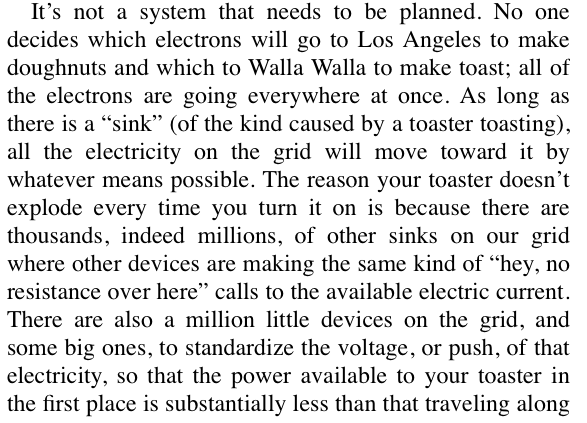 It’s not a system that needs to be planned. No one
decides which electrons will go to Los Angeles to make
doughnuts and which to Walla Walla to make toast; all of
the electrons are going everywhere at once. As long as
there is a “sink” (of the kind caused by a toaster toasting),
all the electricity on the grid will move toward it by
whatever means possible. The reason your toaster doesn’t
explode every time you turn it on is because there are
thousands, indeed millions, of other sinks on our grid
where other devices are making the same kind of “hey, no
resistance over here” calls to the available electric current.
There are also a million little devices on the grid, and
some big ones, to standardize the voltage, or push, of that
electricity, so that the power available to your toaster in
the first place is substantially less than that traveling along